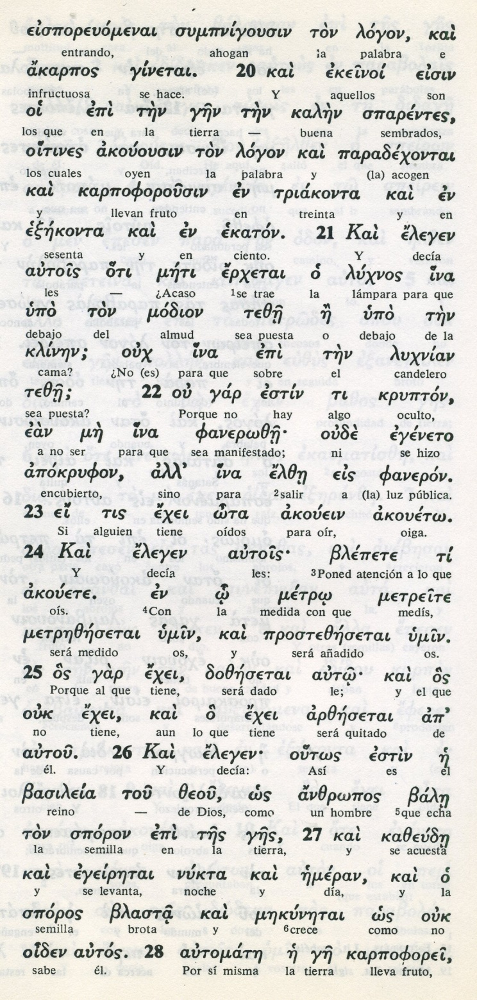 εἰσπορευόμεναι συμπνίγουσιν τὸν λόγον, καὶ
entrando, ahogan la palabra e
ἄκαρπος γίνεται. 20 καὶ ἐκεῖνοί εἰσιν
infructuosa se hace. Y aquellos son
οἱ ἐπὶ τὴν γῆν τὴν καλὴν σπαρέντες,
los que en la tierra — buena sembrados,
οἵτινες ἀκούουσιν τὸν λόγον καὶ παραδέχονται
los cuales oyen la palabra y (la) acogen
καὶ καρποφοροῦσιν ἐν τριάκοντα καὶ ἐν
y llevan fruto en treinta y en
ἑξήκοντα καὶ ἐν ἑκατόν. 21 Καὶ ἔλεγεν
sesenta y en ciento. Y decía
αὐτοῖς ὅτι μήτι ἔρχεται ὁ λύχνος ἵνα
les — ¿Acaso 1se trae la lámpara para que
ὑπὸ τὸν μόδιον τεθῇ ἢ ὑπὸ τὴν
debajo del almud sea puesta o debajo de la
κλίνην; οὐχ ἵνα ἐπὶ τὴν λυχνίαν
cama? ¿No (es) para que sobre el candelero
τεθῇ; 22 οὐ γάρ ἐστίν τι κρυπτόν,
sea puesta? Porque no hay algo oculto,
ἐὰν μὴ ἵνα φανερωθῇ· οὐδὲ ἐγένετο
a no ser para que sea manifestado; ni se hizo
ἀπόκρυφον, ἀλλ’ ἵνα ἔλθῃ εἰς φανερόν.
encubierto, sino para 2salir a (la) luz pública.
23 εἴ τις ἔχει ὦτα ἀκούειν ἀκουέτω.
Si alguien tiene oídos para oír, oiga.
24 Καὶ ἔλεγεν αὐτοῖς· βλέπετε τί
Y decía les: 3Poned atención a lo que
ἀκούετε. ἐν ᾧ μέτρῳ μετρεῖτε
oís. 4Con la medida con que medís,
μετρηθήσεται ὑμῖν, καὶ προστεθήσεται ὑμῖν.
será medido os, y será añadido os.
25 ὃς γὰρ ἔχει, δοθήσεται αὐτῷ· καὶ ὃς
Porque al que tiene, será dado le; y el que
οὐκ ἔχει, καὶ ὃ ἔχει ἀρθήσεται ἀπ’
no tiene, aun lo que tiene será quitado de
αὐτοῦ. 26 Καὶ ἔλεγεν· οὕτως ἐστὶν ἡ
él. Y decía: Así es el
βασιλεία τοῦ θεοῦ, ὡς ἄνθρωπος βάλῃ
reino — de Dios, como un hombre 5que echa
τὸν σπόρον ἐπὶ τῆς γῆς, 27 καὶ καθεύδῃ
la semilla en la tierra, y se acuesta
καὶ ἐγείρηται νύκτα καὶ ἡμέραν, καὶ ὁ
y se levanta, noche y día, y la
σπόρος βλαστᾷ καὶ μηκύνηται ὡς οὐκ
semilla brota y 6crece como no
οἶδεν αὐτός. 28 αὐτομάτη ἡ γῆ καρποφορεῖ,
sabe él. Por sí misma la tierra lleva fruto,